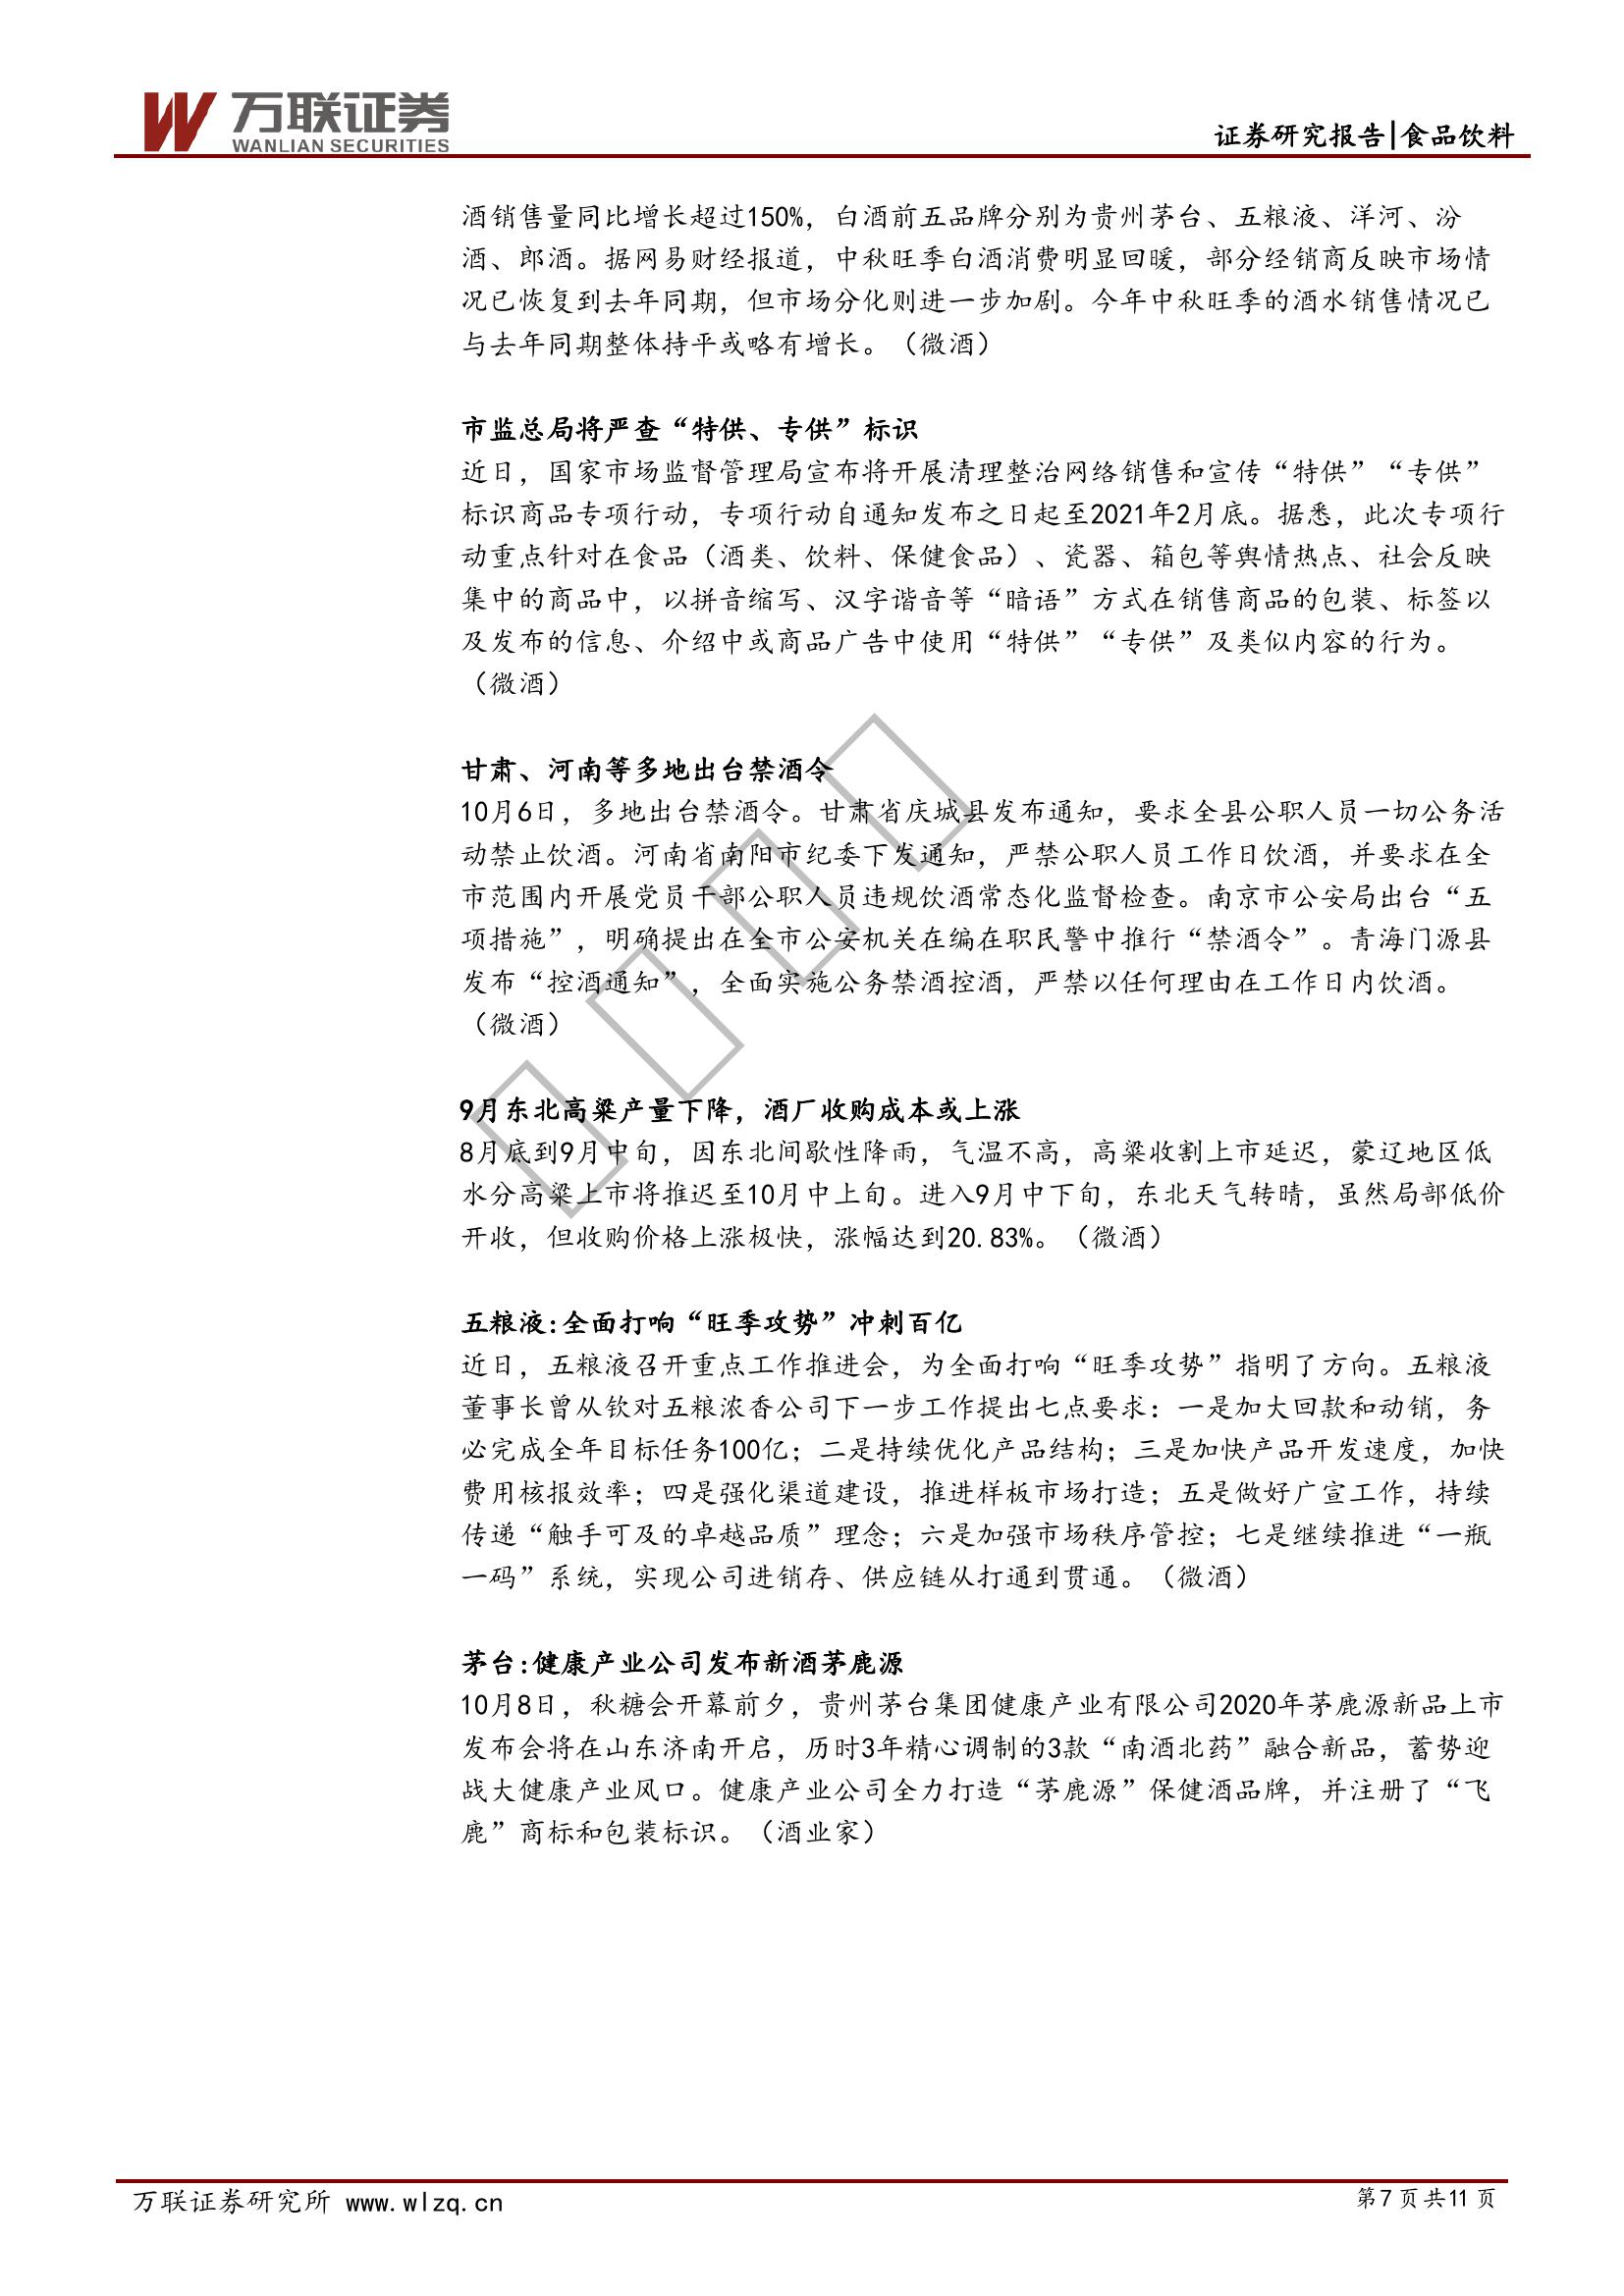 万联证券
WANLIAN SECURITIES
证券研究报告|食品饮料
酒销售量同比增长超过150%，白酒前五品牌分别为贵州茅台、五粮液、洋河、汾
酒、郎酒。据网易财经报道，中秋旺季白酒消费明显回暖，部分经销商反映市场情
况已恢复到去年同期，但市场分化则进一步加剧。今年中秋旺季的酒水销售情况已
与去年同期整体持平或略有增长。（微酒）
市监总局将严查“特供、专供”标识
近日，国家市场监督管理局宣布将开展清理整治网络销售和宣传“特供”“专供”
标识商品专项行动，专项行动自通知发布之日起至2021年2月底。据悉，此次专项行
动重点针对在食品（酒类、饮料、保健食品）、瓷器、箱包等舆情热点、社会反映
集中的商品中，以拼音缩写、汉字谐音等“暗语”方式在销售商品的包装、标签以
及发布的信息、介绍中或商品广告中使用“特供”“专供”及类似内容的行为。
（微酒）
甘肃、河南等多地出台禁酒令
10月6日，多地出台禁酒令。甘肃省庆城县发布通知，要求全县公职人员一切公务活
动禁止饮酒。河南省南阳市纪委下发通知，严禁公职人员工作日饮酒，并要求在全
市范围内开展党员干部公职人员违规饮酒常态化监督检查。南京市公安局出台“五
项措施”，明确提出在全市公安机关在编在职民警中推行“禁酒令”。青海门源县
发布“控酒通知”，全面实施公务禁酒控酒，严禁以任何理由在工作日内饮酒。
（微酒）
9月东北高粱产量下降，酒厂收购成本或上涨
8月底到9月中旬，因东北间歇性降雨，气温不高，高粱收割上市延迟，蒙辽地区低
水分高粱上市将推迟至10月中上旬。进入9月中下旬，东北天气转晴，虽然局部低价
开收，但收购价格上涨极快，涨幅达到20.83%。（微酒）
五粮液:全面打响“旺季攻势”冲刺百亿
近日，五粮液召开重点工作推进会，为全面打响“旺季攻势”指明了方向。五粮液
董事长曾从钦对五粮浓香公司下一步工作提出七点要求：一是加大回款和动销，务
必完成全年目标任务100亿；二是持续优化产品结构；三是加快产品开发速度，加快
费用核报效率；四是强化渠道建设，推进样板市场打造；五是做好广宣工作，持续
传递“触手可及的卓越品质”理念；六是加强市场秩序管控；七是继续推进“一瓶
一码”系统，实现公司进销存、供应链从打通到贯通。（微酒）
茅台:健康产业公司发布新酒茅鹿源
10月8日，秋糖会开幕前夕，贵州茅台集团健康产业有限公司2020年茅鹿源新品上市
发布会将在山东济南开启，历时3年精心调制的3款“南酒北药”融合新品，蓄势迎
战大健康产业风口。健康产业公司全力打造“茅鹿源”保健酒品牌，并注册了“飞
鹿”商标和包装标识。（酒业家）
万联证券研究所 www.wlzq.cn
第7页共11页